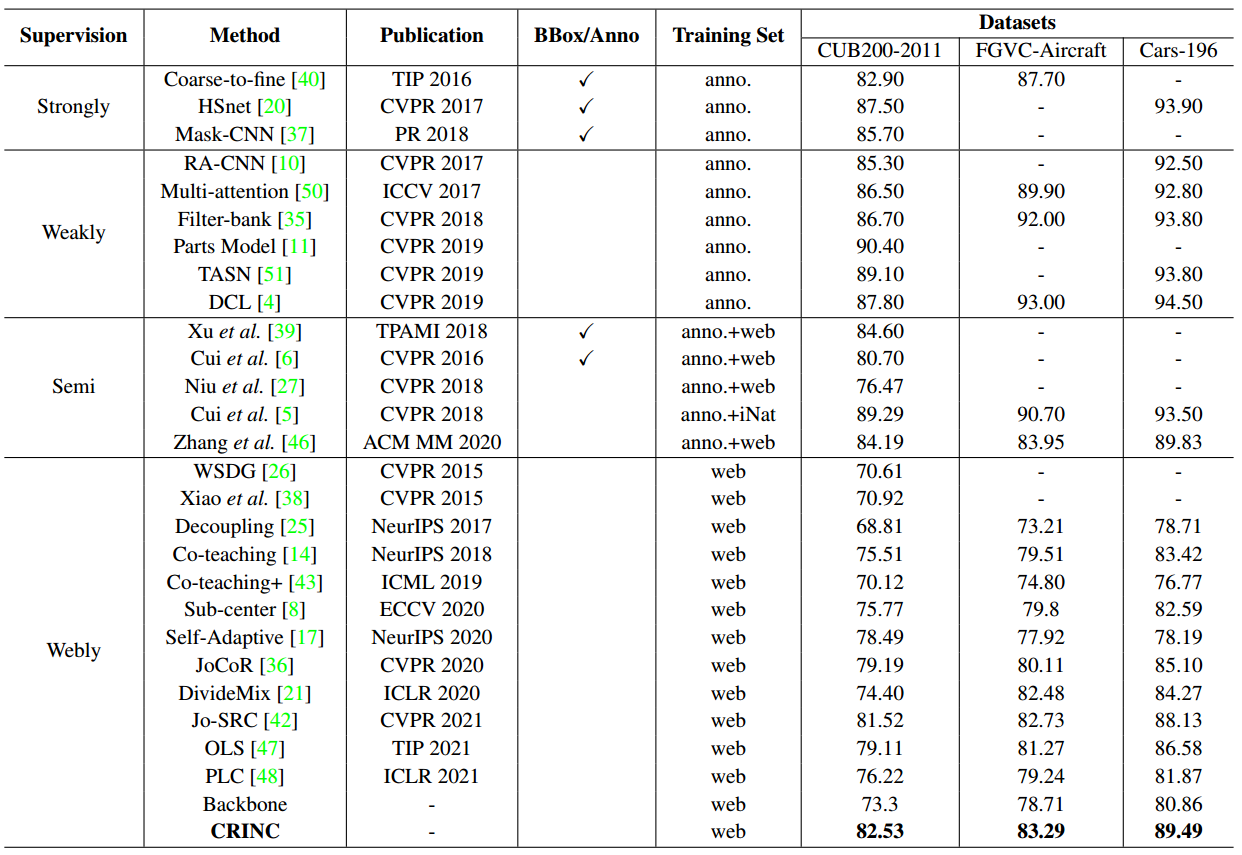 Supervision Method Publication BBox/Anno Training Set Datasets
CUB200-2011 FGVC-Aircraft Cars-196
Strongly
Coarse-to-fine [40] TIP 2016 ✓ anno. 82.90 87.70 -
HSnet [20] CVPR 2017 ✓ anno. 87.50 - 93.90
Mask-CNN [37] PR 2018 ✓ anno. 85.70 - -
Weakly
RA-CNN [10] CVPR 2017 anno. 85.30 - 92.50
Multi-attention [50] ICCV 2017 anno. 86.50 89.90 92.80
Filter-bank [35] CVPR 2018 anno. 86.70 92.00 93.80
Parts Model [11] CVPR 2019 anno. 90.40 - -
TASN [51] CVPR 2019 anno. 89.10 - 93.80
DCL [4] CVPR 2019 anno. 87.80 93.00 94.50
Semi
Xu et al. [39] TPAMI 2018 ✓ anno.+web 84.60 - -
Cui et al. [6] CVPR 2016 ✓ anno.+web 80.70 - -
Niu et al. [27] CVPR 2018 anno.+web 76.47 - -
Cui et al. [5] CVPR 2018 anno.+iNat 89.29 90.70 93.50
Zhang et al. [46] ACM MM 2020 anno.+web 84.19 83.95 89.83
Webly
WSDG [26] CVPR 2015 web 70.61 - -
Xiao et al. [38] CVPR 2015 web 70.92 - -
Decoupling [25] NeurIPS 2017 web 68.81 73.21 78.71
Co-teaching [14] NeurIPS 2018 web 75.51 79.51 83.42
Co-teaching+ [43] ICML 2019 web 70.12 74.80 76.77
Sub-center [8] ECCV 2020 web 75.77 79.8 82.59
Self-Adaptive [17] NeurIPS 2020 web 78.49 77.92 78.19
JoCoR [36] CVPR 2020 web 79.19 80.11 85.10
DivideMix [21] ICLR 2020 web 74.40 82.48 84.27
Jo-SRC [42] CVPR 2021 web 81.52 82.73 88.13
OLS [47] TIP 2021 web 79.11 81.27 86.58
PLC [48] ICLR 2021 web 76.22 79.24 81.87
Backbone - web 73.3 78.71 80.86
CRINC - web 82.53 83.29 89.49